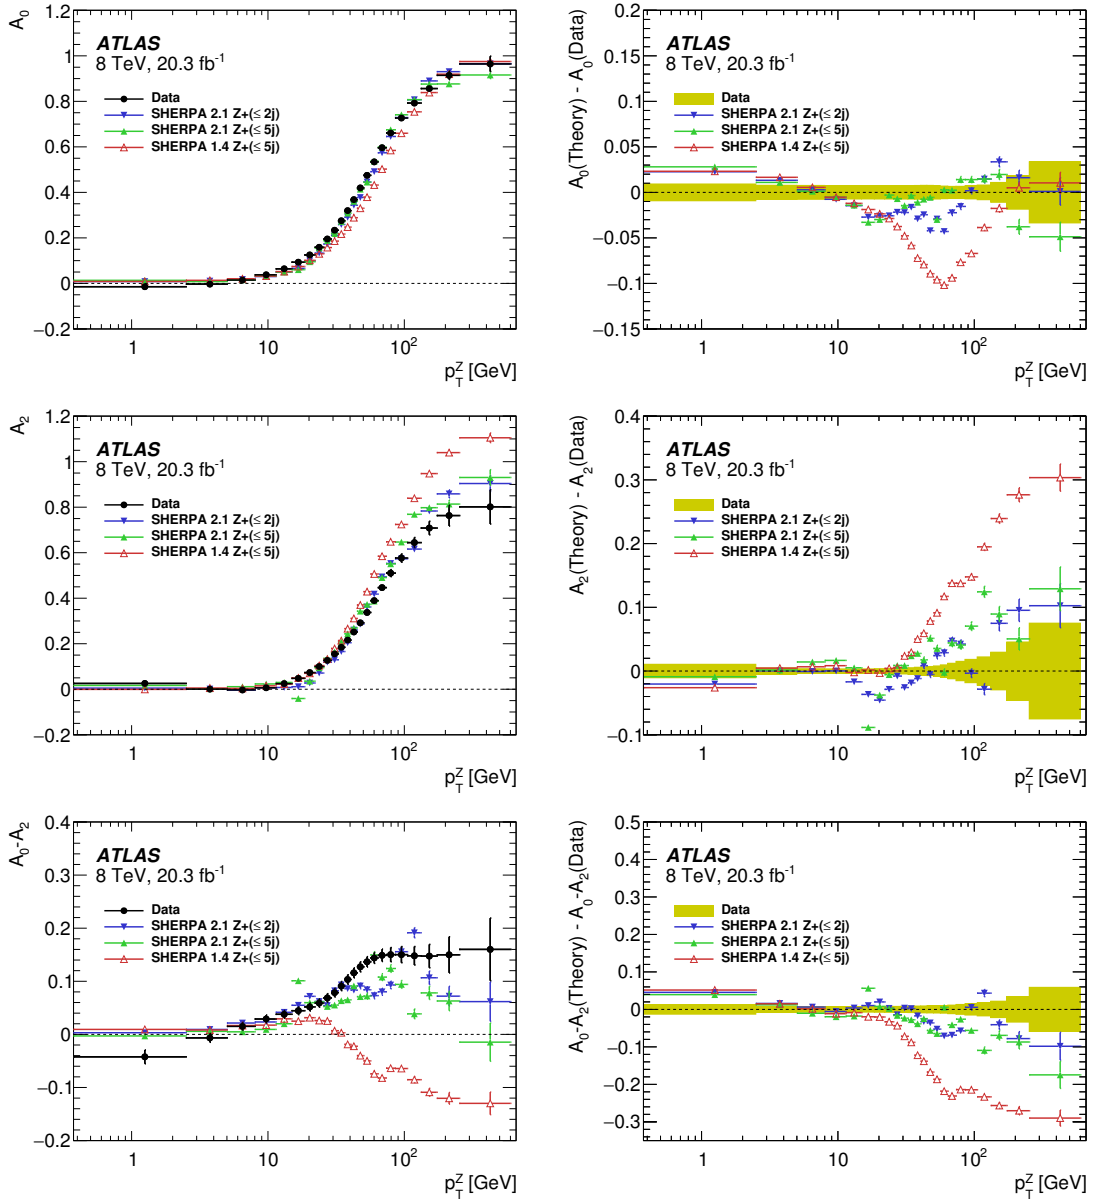 A₀
1.2
1
0.8
0.6
0.4
0.2
0
−0.2
ATLAS
8 TeV, 20.3 fb⁻¹
Data
SHERPA 2.1 Z+(≤ 2j)
SHERPA 2.1 Z+(≤ 5j)
SHERPA 1.4 Z+(≤ 5j)
1
10
10²
p_T^Z [GeV]
A₀(Theory) - A₀(Data)
0.2
0.15
0.1
0.05
0
−0.05
−0.1
−0.15
ATLAS
8 TeV, 20.3 fb⁻¹
Data
SHERPA 2.1 Z+(≤ 2j)
SHERPA 2.1 Z+(≤ 5j)
SHERPA 1.4 Z+(≤ 5j)
1
10
10²
p_T^Z [GeV]
A₂
1.2
1
0.8
0.6
0.4
0.2
0
−0.2
ATLAS
8 TeV, 20.3 fb⁻¹
Data
SHERPA 2.1 Z+(≤ 2j)
SHERPA 2.1 Z+(≤ 5j)
SHERPA 1.4 Z+(≤ 5j)
1
10
10²
p_T^Z [GeV]
A₂(Theory) - A₂(Data)
0.4
0.3
0.2
0.1
0
−0.1
ATLAS
8 TeV, 20.3 fb⁻¹
Data
SHERPA 2.1 Z+(≤ 2j)
SHERPA 2.1 Z+(≤ 5j)
SHERPA 1.4 Z+(≤ 5j)
1
10
10²
p_T^Z [GeV]
A₀-A₂
0.4
0.3
0.2
0.1
0
−0.1
−0.2
ATLAS
8 TeV, 20.3 fb⁻¹
Data
SHERPA 2.1 Z+(≤ 2j)
SHERPA 2.1 Z+(≤ 5j)
SHERPA 1.4 Z+(≤ 5j)
1
10
10²
p_T^Z [GeV]
A₀-A₂(Theory) - A₀-A₂(Data)
0.5
0.4
0.3
0.2
0.1
0
−0.1
−0.2
−0.3
ATLAS
8 TeV, 20.3 fb⁻¹
Data
SHERPA 2.1 Z+(≤ 2j)
SHERPA 2.1 Z+(≤ 5j)
SHERPA 1.4 Z+(≤ 5j)
1
10
10²
p_T^Z [GeV]